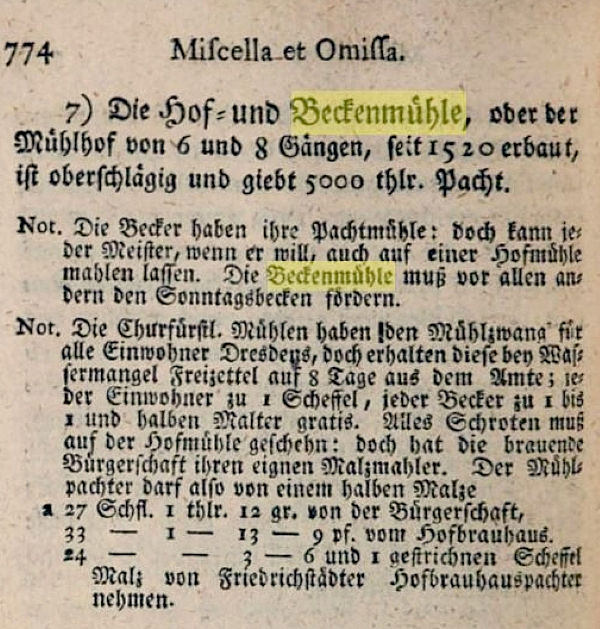 774 Miſcella et Omiſſa.
7) Die Hof- und Beckenmühle, oder der
Mühlhof von 6 und 8 Gängen, ſeit 1520 erbaut,
iſt oberſchlägig und giebt 5000 thlr. Pacht.
Not. Die Becker haben ihre Pachtmühle: doch kann je-
der Meiſter, wenn er will, auch auf einer Hofmühle
mahlen laſſen. Die Beckenmühle muß vor allen an-
dern den Sonntagsbecken fördern.
Not. Die Churfürſtl. Mühlen haben den Mühlzwang für
alle Einwohner Dresdens, doch erhalten dieſe bey Waſ-
ſermangel Freizettel auf 8 Tage aus dem Amte; je-
der Einwohner zu 1 Scheffel, jeder Becker zu 1 bis
1 und halben Malter gratis. Alles Schroten muß
auf der Hofmühle geſchehn: doch hat die brauende
Bürgerſchaft ihren eignen Malzmahler. Der Mühl-
pachter darf alſo von einem halben Malze
a 27 Schfl. 1 thlr. 12 gr. von der Bürgerſchaft,
33 — 1 — 13 — 9 pf. vom Hofbrauhaus.
24 — — 3 — 6 und 1 geſtrichnen Scheffel
Malz von Friedrichſtädter Hofbrauhauspachter
nehmen.